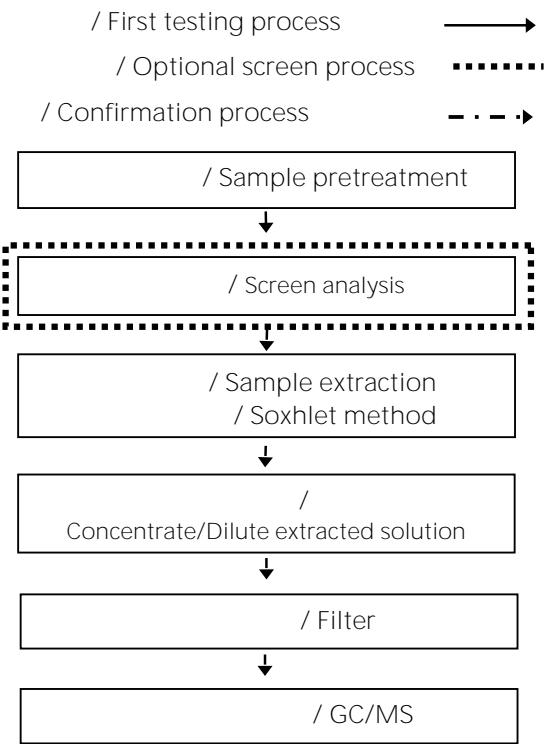 / First testing process
/ Optional screen process
/ Confirmation process
/ Sample pretreatment
/ Screen analysis
/ Sample extraction
/ Soxhlet method
/
Concentrate/Dilute extracted solution
/ Filter
/ GC/MS